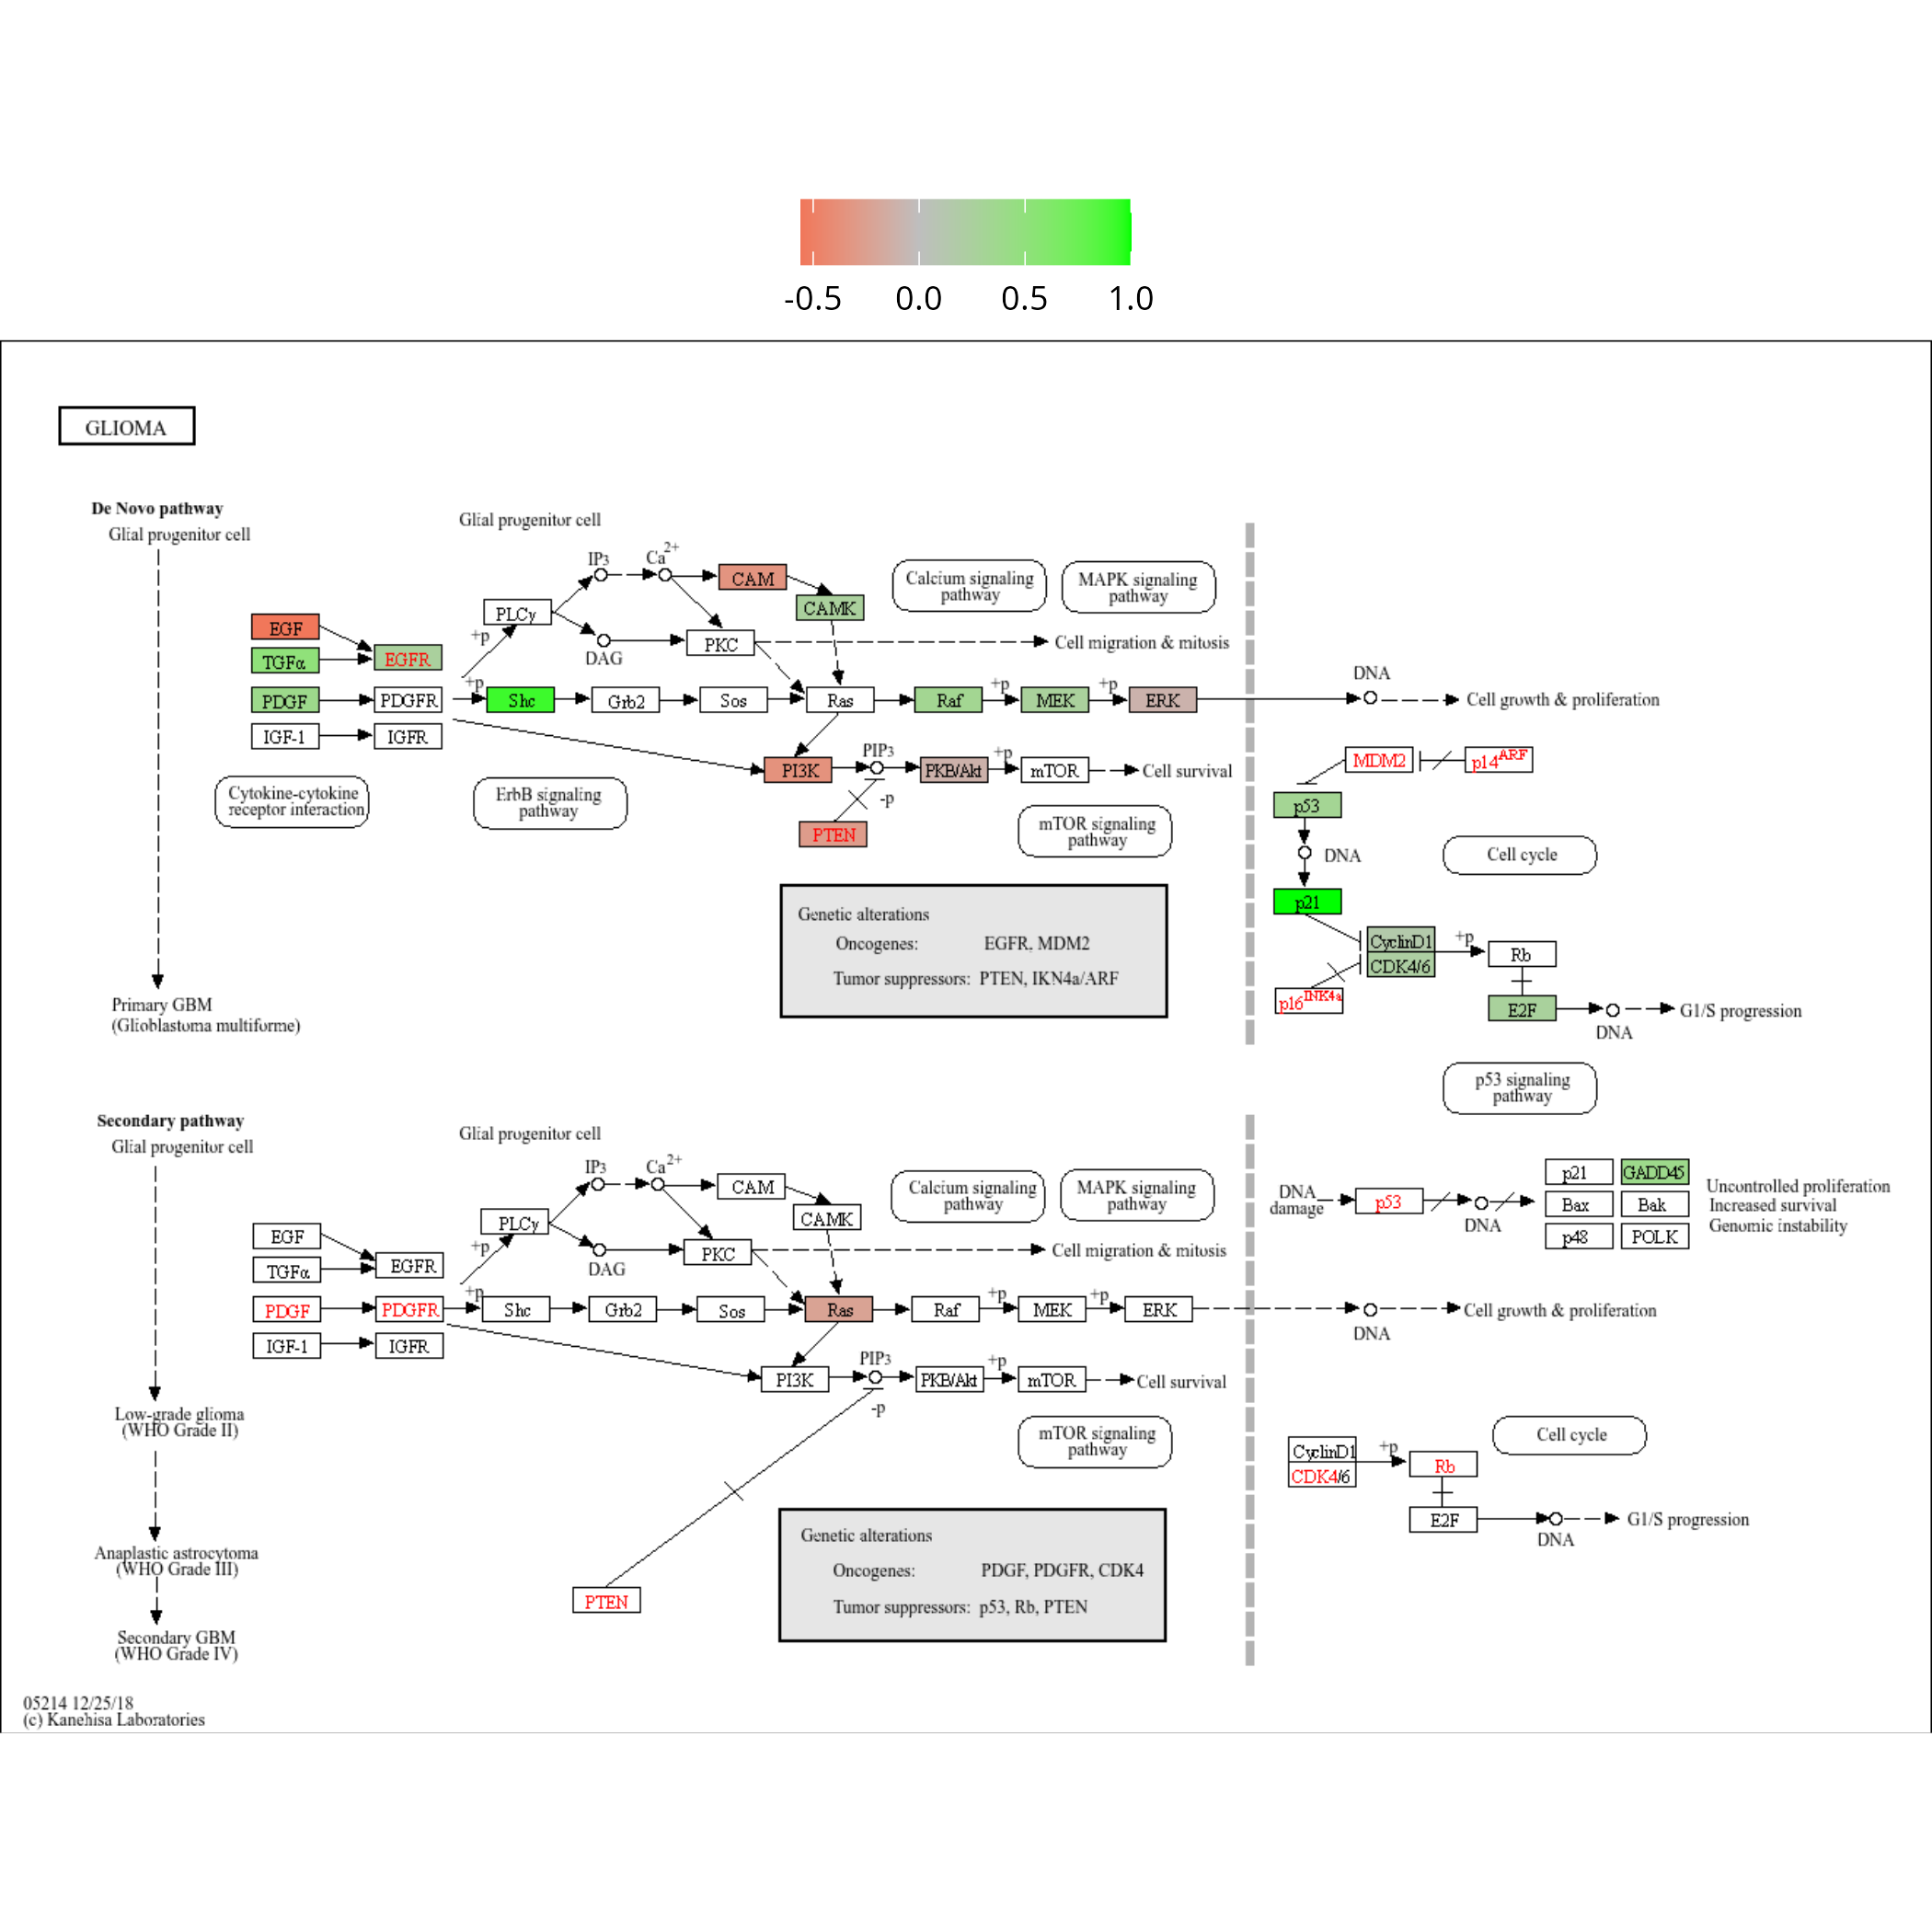 -0.5 0.0 0.5 1.0
GLIOMA
De Novo pathway
Glial progenitor cell
Primary GBM
(Glioblastoma multiforme)
Glial progenitor cell
IP3
Ca2+
CAM
CAMK
PLCγ
+p
DAG
PKC
Cell migration & mitosis
Calcium signaling
pathway
MAPK signaling
pathway
EGF
TGFα
EGFR
PDGF
PDGFR
+p
Shc
Grb2
Sos
Ras
Raf
+p
MEK
+p
ERK
DNA
Cell growth & proliferation
IGF-1
IGFR
PI3K
PIP3
PKB/Akt
+p
mTOR
Cell survival
-p
PTEN
Cytokine-cytokine
receptor interaction
ErbB signaling
pathway
mTOR signaling
pathway
MDM2
p14ARF
p53
DNA
Cell cycle
p21
CyclinD1
CDK4/6
+p
Rb
p16INK4a
E2F
DNA
G1/S progression
p53 signaling
pathway
Genetic alterations
Oncogenes: EGFR, MDM2
Tumor suppressors: PTEN, IKN4a/ARF
Secondary pathway
Glial progenitor cell
Low-grade glioma
(WHO Grade II)
Anaplastic astrocytoma
(WHO Grade III)
Secondary GBM
(WHO Grade IV)
Glial progenitor cell
IP3
Ca2+
CAM
CAMK
PLCγ
+p
DAG
PKC
Cell migration & mitosis
Calcium signaling
pathway
MAPK signaling
pathway
EGF
TGFα
EGFR
PDGF
PDGFR
+p
Shc
Grb2
Sos
Ras
Raf
+p
MEK
+p
ERK
DNA
Cell growth & proliferation
IGF-1
IGFR
PI3K
PIP3
PKB/Akt
+p
mTOR
Cell survival
-p
mTOR signaling
pathway
PTEN
DNA
damage
p53
DNA
p21
GADD45
Bax
Bak
p48
POLK
Uncontrolled proliferation
Increased survival
Genomic instability
CyclinD1
CDK4/6
+p
Rb
E2F
DNA
G1/S progression
Cell cycle
Genetic alterations
Oncogenes: PDGF, PDGFR, CDK4
Tumor suppressors: p53, Rb, PTEN
05214 12/25/18
(c) Kanehisa Laboratories